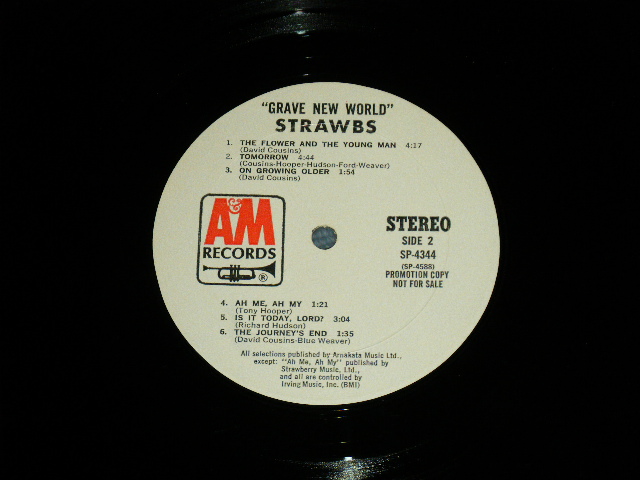 "GRAVE NEW WORLD"
STRAWBS
1. THE FLOWER AND THE YOUNG MAN 4:17
(David Cousins)
2. TOMORROW 4:44
(Cousins-Hooper-Hudson-Ford-Weaver)
3. ON GROWING OLDER 1:54
(David Cousins)
A&M
RECORDS
®
STEREO
SIDE 2
SP-4344
(SP-4588)
PROMOTION COPY
NOT FOR SALE
4. AH ME, AH MY 1:21
(Tony Hooper)
5. IS IT TODAY, LORD? 3:04
(Richard Hudson)
6. THE JOURNEY'S END 1:35
(David Cousins-Blue Weaver)
All selections published by Arnakata Music Ltd.,
except: "Ah Me, Ah My" published by
Strawberry Music, Ltd.,
and all are controlled by
Irving Music, Inc. (BMI)